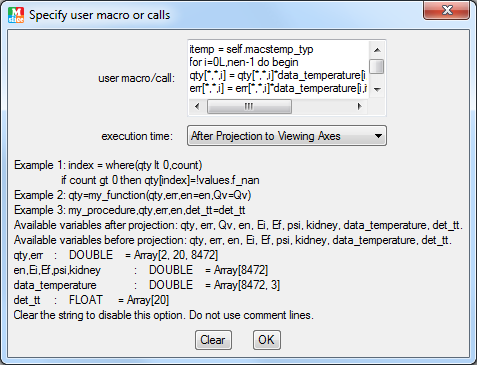 M
slice
Specify user macro or calls
user macro/call:
itemp = self.macstemp_typ
for i=0L,nen-1 do begin
qty[*,*,i] = qty[*,*,i]*data_temperature[i
err[*,*,i] = err[*,*,i]*data_temperature[i,i
execution time:
After Projection to Viewing Axes
Example 1: index = where(qty lt 0,count)
if count gt 0 then qty[index]=!values.f_nan
Example 2: qty=my_function(qty,err,en=en,Qv=Qv)
Example 3: my_procedure,qty,err,en,det_tt=det_tt
Available variables after projection: qty, err, Qv, en, Ei, Ef, psi, kidney, data_temperature, det_tt.
Available variables before projection: qty, err, en, Ei, Ef, psi, kidney, data_temperature, det_tt.
qty,err : DOUBLE = Array[2, 20, 8472]
en,Ei,Ef,psi,kidney : DOUBLE = Array[8472]
data_temperature : DOUBLE = Array[8472, 3]
det_tt : FLOAT = Array[20]
Clear the string to disable this option. Do not use comment lines.
Clear OK